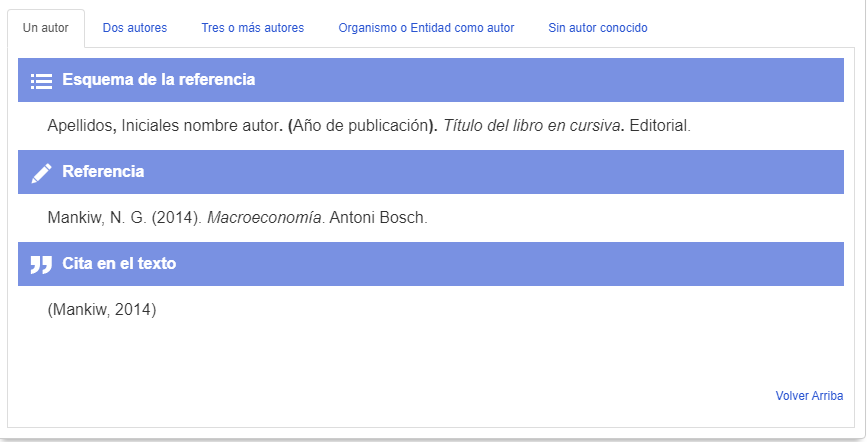 Un autor Dos autores Tres o más autores Organismo o Entidad como autor Sin autor conocido
Esquema de la referencia
Apellidos, Iniciales nombre autor. (Año de publicación). Título del libro en cursiva. Editorial.
Referencia
Mankiw, N. G. (2014). Macroeconomía. Antoni Bosch.
Cita en el texto
(Mankiw, 2014)
Volver Arriba